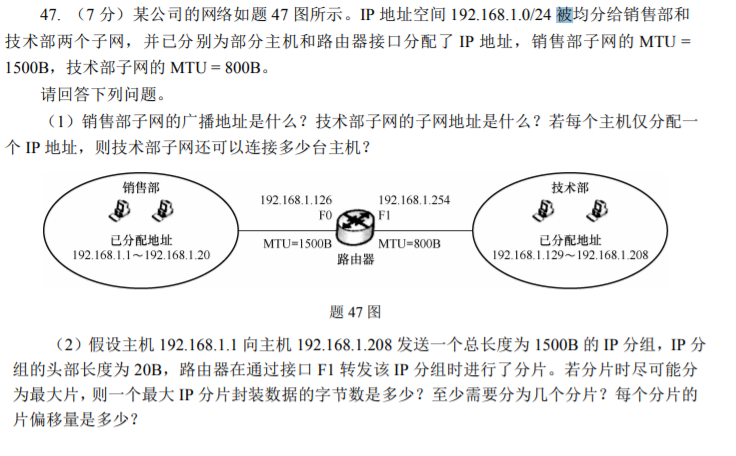 47. （7 分）某公司的网络如题 47 图所示。IP 地址空间 192.168.1.0/24 被均分给销售部和
技术部两个子网，并已分别为部分主机和路由器接口分配了 IP 地址，销售部子网的 MTU =
1500B，技术部子网的 MTU = 800B。
请回答下列问题。
（1）销售部子网的广播地址是什么？技术部子网的子网地址是什么？若每个主机仅分配一
个 IP 地址，则技术部子网还可以连接多少台主机？
销售部
已分配地址
192.168.1.1～192.168.1.20
192.168.1.126
F0
MTU=1500B
路由器
192.168.1.254
F1
MTU=800B
技术部
已分配地址
192.168.1.129～192.168.1.208
题 47 图
（2）假设主机 192.168.1.1 向主机 192.168.1.208 发送一个总长度为 1500B 的 IP 分组，IP 分
组的头部长度为 20B，路由器在通过接口 F1 转发该 IP 分组时进行了分片。若分片时尽可能分
为最大片，则一个最大 IP 分片封装数据的字节数是多少？至少需要分为几个分片？每个分片的
片偏移量是多少？